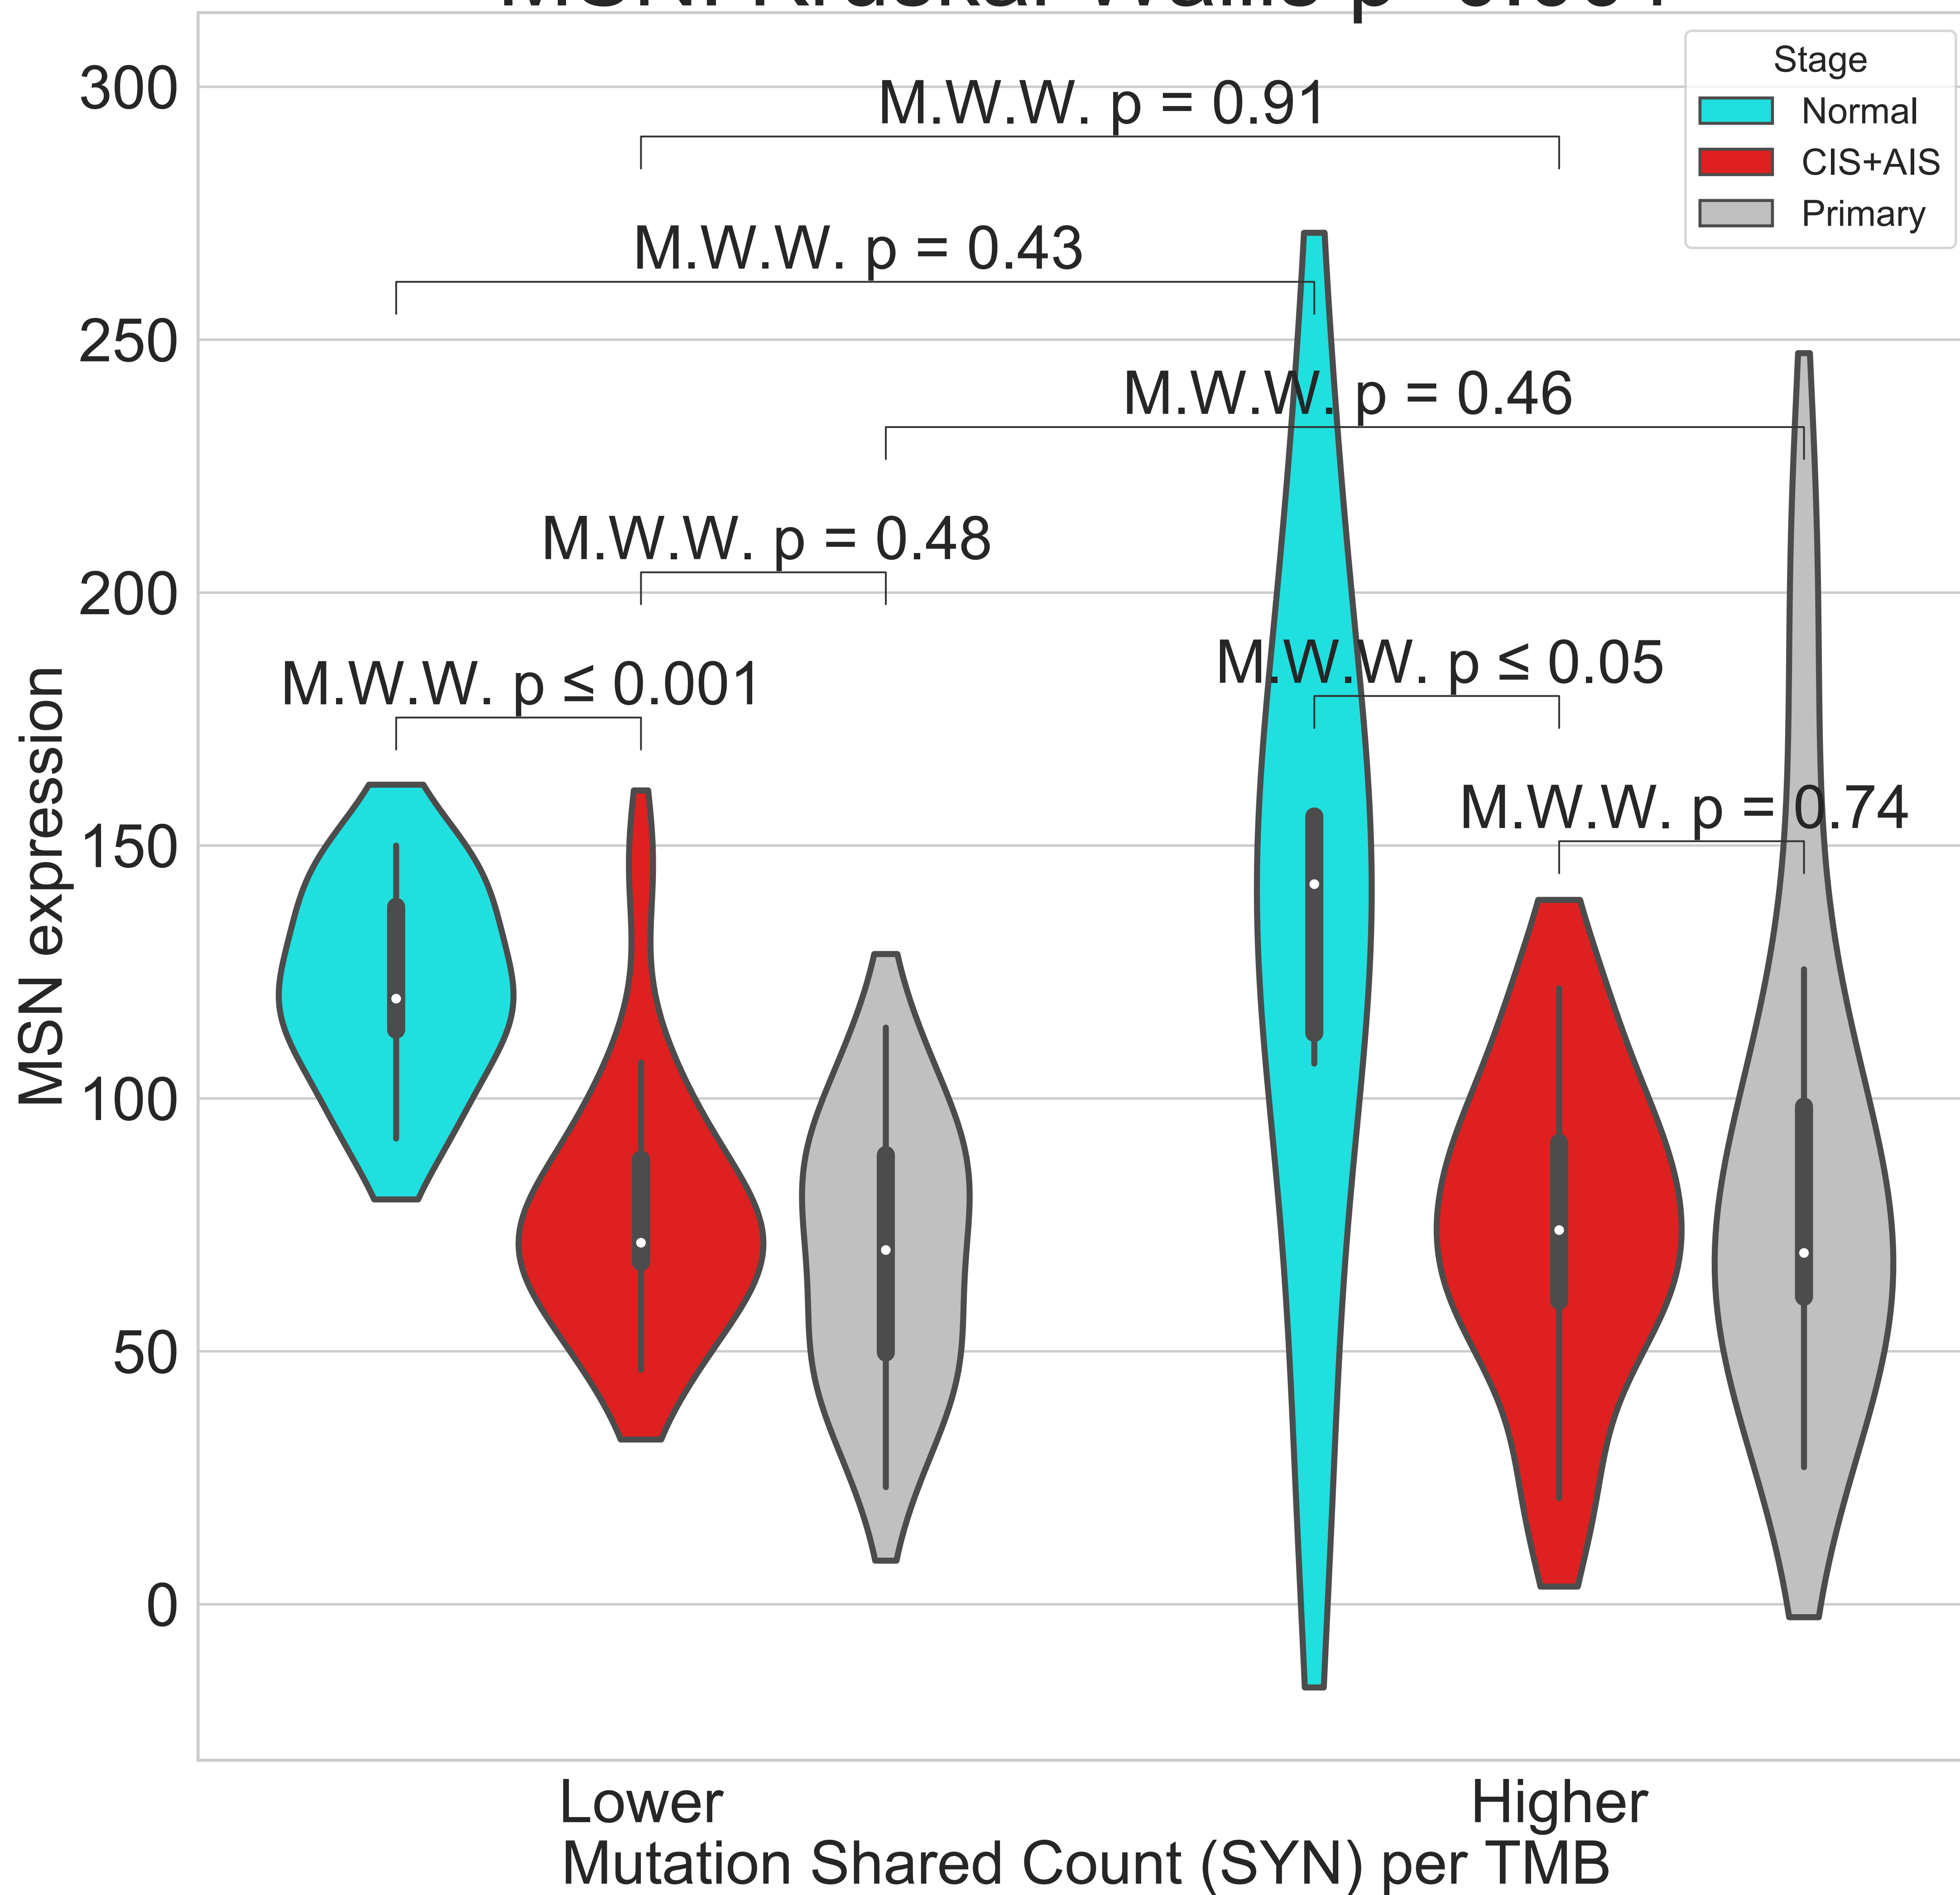 300
M.W.W. p = 0.91
Stage
Normal
CIS+AIS
Primary
M.W.W. p = 0.43
250
M.W.W. p = 0.46
M.W.W. p = 0.48
200
M.W.W. p ≤ 0.001
M.W.W. p ≤ 0.05
M.W.W. p = 0.74
150
MSN expression
100
50
0
Lower
Higher
Mutation Shared Count (SYN) per TMB